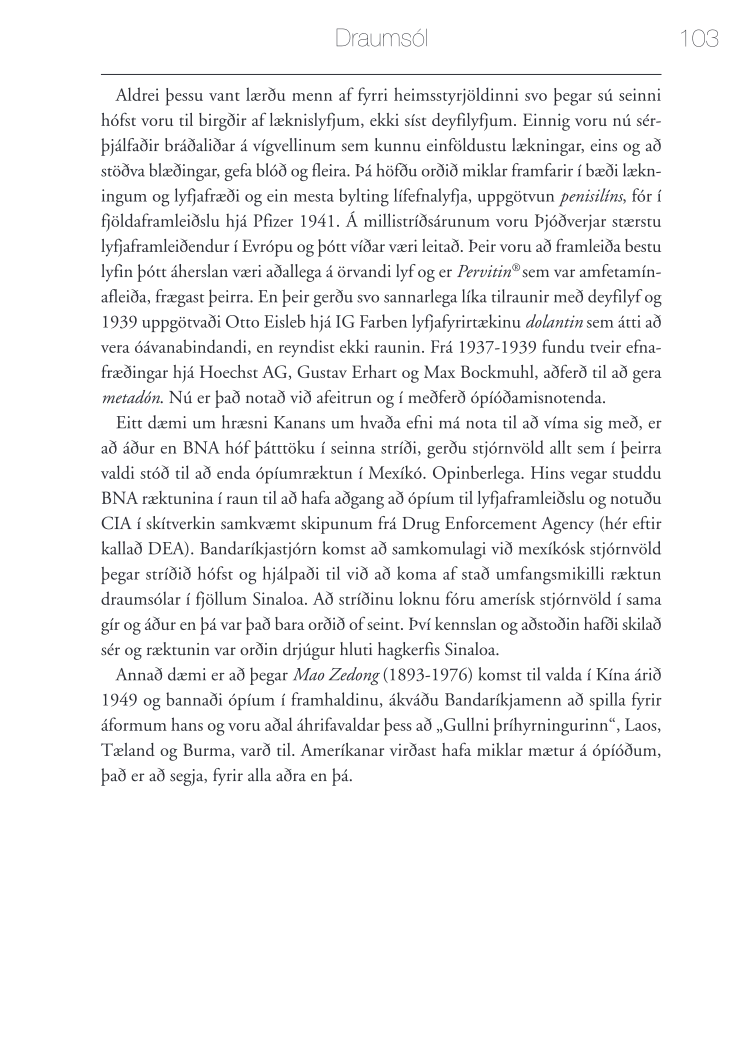 Draumsól 103
Aldrei þessu vant lærðu menn af fyrri heimsstyrjöldinni svo þegar sú seinni
hófst voru til birgðir af læknislyfjum, ekki síst deyfilyfjum. Einnig voru nú sér-
þjálfaðir bráðaliðar á vígvellinum sem kunnu einföldustu lækningar, eins og að
stöðva blæðingar, gefa blóð og fleira. Þá höfðu orðið miklar framfarir í bæði lækn-
ingum og lyfjafræði og ein mesta bylting lífefnalyfja, uppgötvun penisilíns, fór í
fjöldaframleiðslu hjá Pfizer 1941. Á millistríðsárunum voru Þjóðverjar stærstu
lyfjaframleiðendur í Evrópu og þótt víðar væri leitað. Þeir voru að framleiða bestu
lyfin þótt áherslan væri aðallega á örvandi lyf og er Pervitin® sem var amfetamín-
afleiða, frægast þeirra. En þeir gerðu svo sannarlega líka tilraunir með deyfilyf og
1939 uppgötvaði Otto Eisleb hjá IG Farben lyfjafyrirtækinu dolantin sem átti að
vera óávanabindandi, en reyndist ekki raunin. Frá 1937-1939 fundu tveir efna-
fræðingar hjá Hoechst AG, Gustav Erhart og Max Bockmuhl, aðferð til að gera
metadón. Nú er það notað við afeitrun og í meðferð ópíóðamisnotenda.
Eitt dæmi um hræsni Kanans um hvaða efni má nota til að víma sig með, er
að áður en BNA hóf þátttöku í seinna stríði, gerðu stjórnvöld allt sem í þeirra
valdi stóð til að enda ópíumræktun í Mexíkó. Opinberlega. Hins vegar studdu
BNA ræktunina í raun til að hafa aðgang að ópíum til lyfjaframleiðslu og notuðu
CIA í skítverkin samkvæmt skipunum frá Drug Enforcement Agency (hér eftir
kallað DEA). Bandaríkjastjórn komst að samkomulagi við mexíkósk stjórnvöld
þegar stríðið hófst og hjálpaði til við að koma af stað umfangsmikilli ræktun
draumsólar í fjöllum Sinaloa. Að stríðinu loknu fóru amerísk stjórnvöld í sama
gír og áður en þá var það bara orðið of seint. Því kennslan og aðstoðin hafði skilað
sér og ræktunin var orðin drjúgur hluti hagkerfis Sinaloa.
Annað dæmi er að þegar Mao Zedong (1893-1976) komst til valda í Kína árið
1949 og bannaði ópíum í framhaldinu, ákváðu Bandaríkjamenn að spilla fyrir
áformum hans og voru aðal áhrifavaldar þess að „Gullni þríhyrningurinn“, Laos,
Tæland og Burma, varð til. Ameríkanar virðast hafa miklar mætur á ópíóðum,
það er að segja, fyrir alla aðra en þá.